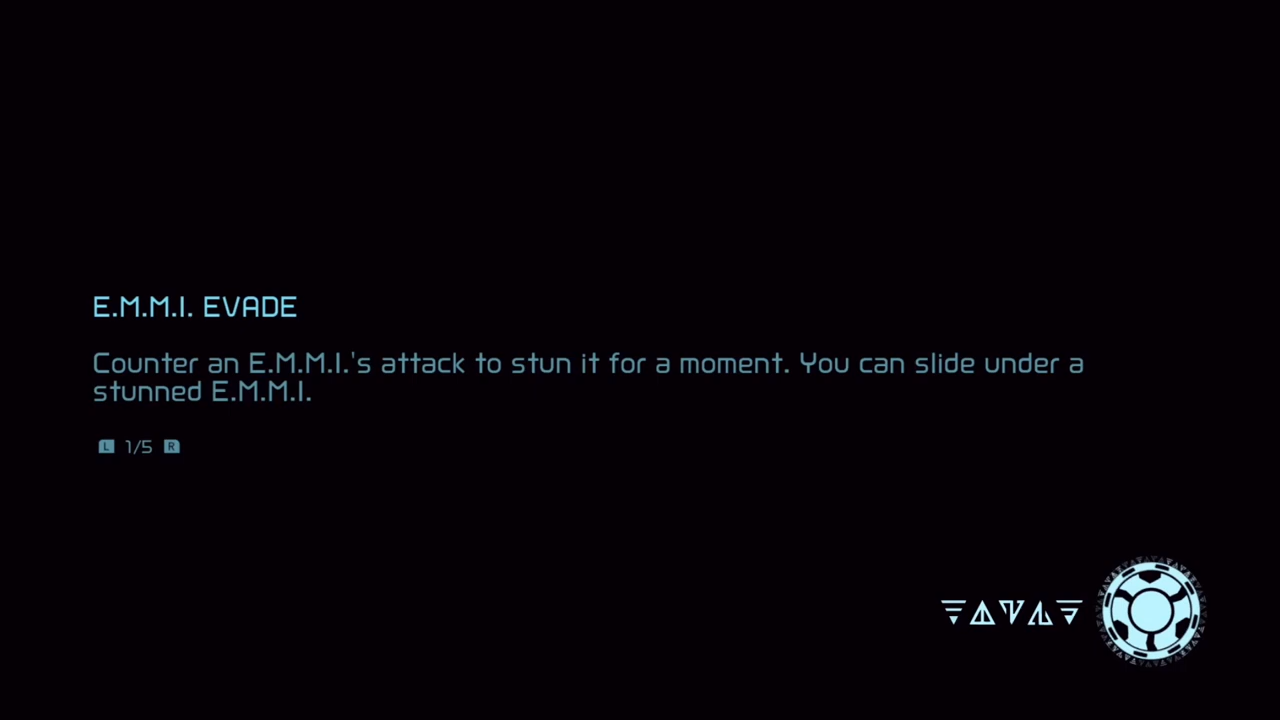 E.M.M.I. EVADE
Counter an E.M.M.I.'s attack to stun it for a moment. You can slide under a
stunned E.M.M.I.
L 1/5 R